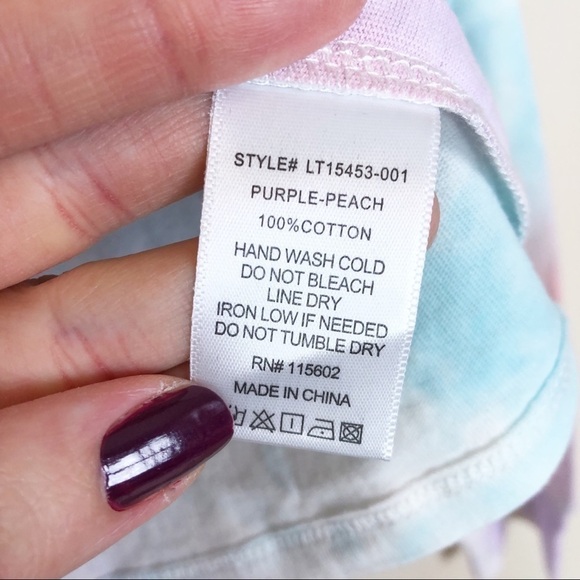 STYLE# LT15453-001
PURPLE-PEACH
100%COTTON
HAND WASH COLD
DO NOT BLEACH
LINE DRY
IRON LOW IF NEEDED
DO NOT TUMBLE DRY
RN# 115602
MADE IN CHINA